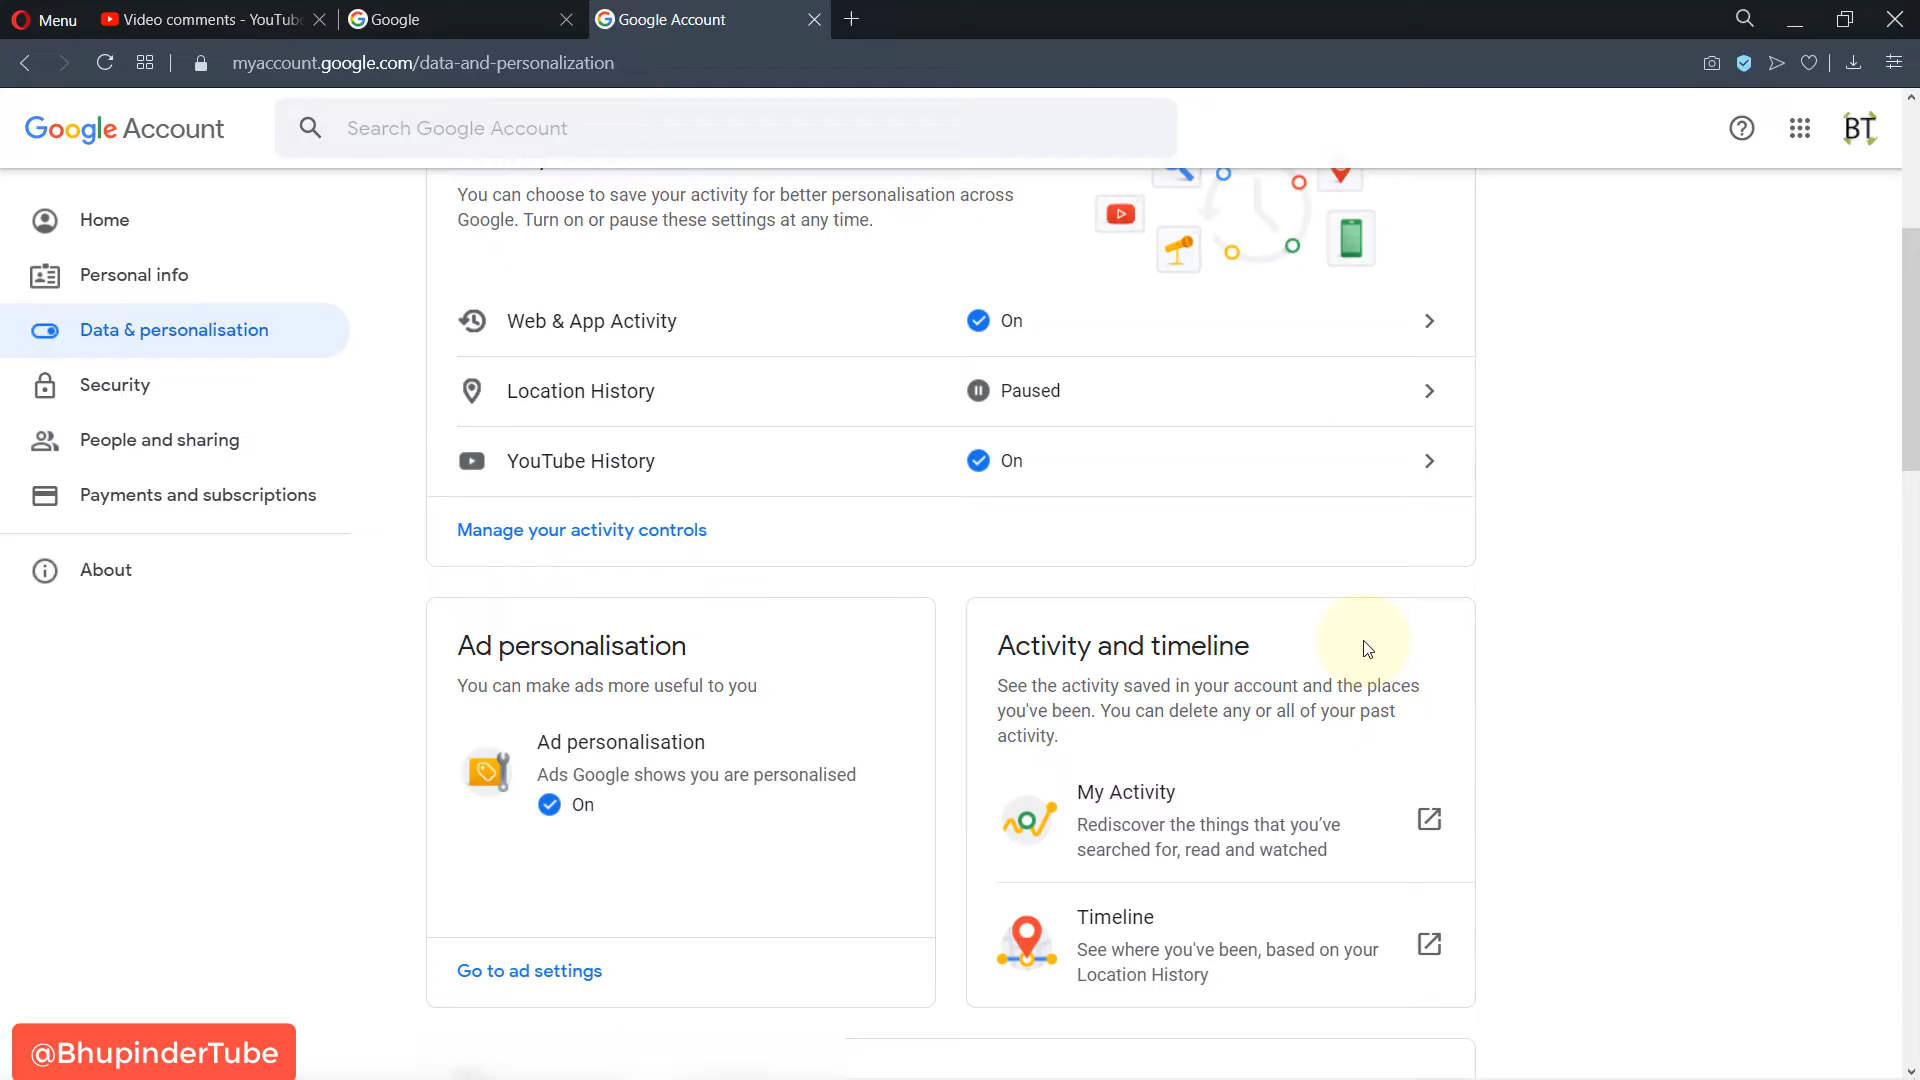 Menu
Video comments - YouTube
Google
Google Account
myaccount.google.com/data-and-personalization
Google Account
Search Google Account
BT
You can choose to save your activity for better personalisation across
Google. Turn on or pause these settings at any time.
Home
Personal info
Data & personalisation
Security
People and sharing
Payments and subscriptions
About
Web & App Activity
On
Location History
Paused
YouTube History
On
Manage your activity controls
Ad personalisation
You can make ads more useful to you
Ad personalisation
Ads Google shows you are personalised
On
Go to ad settings
Activity and timeline
See the activity saved in your account and the places
you've been. You can delete any or all of your past
activity.
My Activity
Rediscover the things that you’ve
searched for, read and watched
Timeline
See where you've been, based on your
Location History
@BhupinderTube